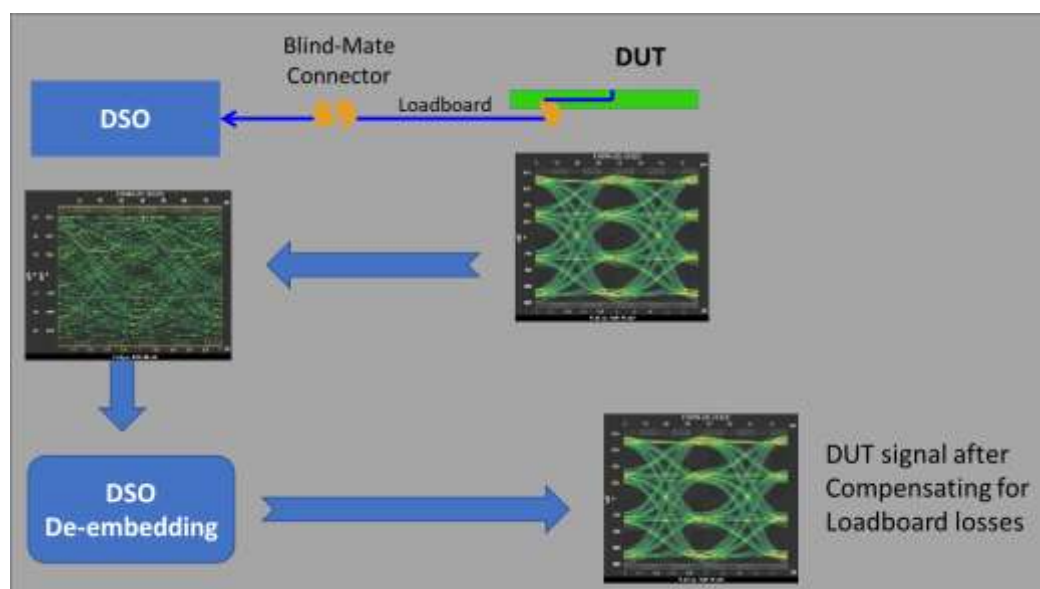 Blind-Mate
Connector
DUT
Loadboard
DSO
DSO
De-embedding
DUT signal after
Compensating for
Loadboard losses